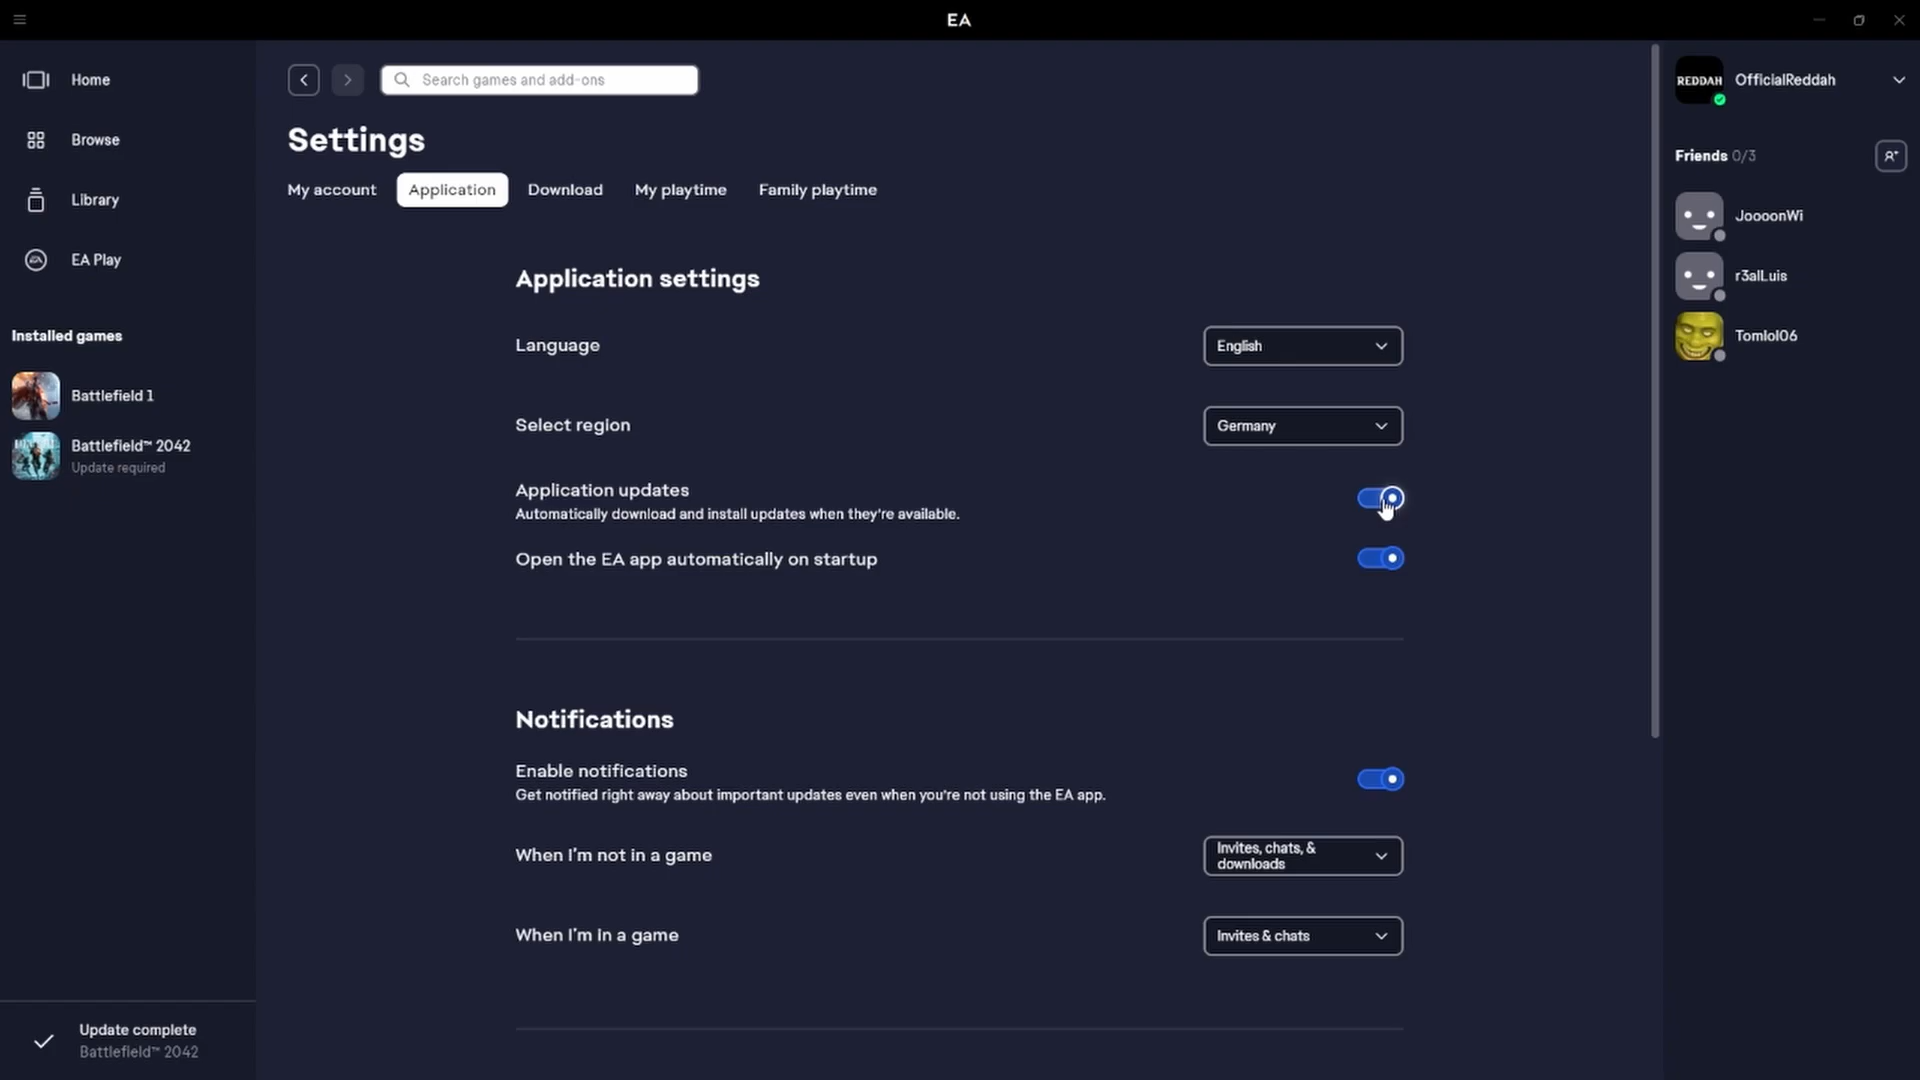 EA
Home
Browse
Library
EA Play
Installed games
Battlefield 1
Battlefield™ 2042
Update required
Update complete
Battlefield™ 2042
Search games and add-ons
Settings
My account
Application
Download
My playtime
Family playtime
Application settings
Language
English
Select region
Germany
Application updates
Automatically download and install updates when they're available.
Open the EA app automatically on startup
Notifications
Enable notifications
Get notified right away about important updates even when you're not using the EA app.
When I'm not in a game
Invites, chats, &
downloads
When I'm in a game
Invites & chats
REDDAH
OfficialReddah
Friends 0/3
JoooonWi
r3alLuis
Tomlol06